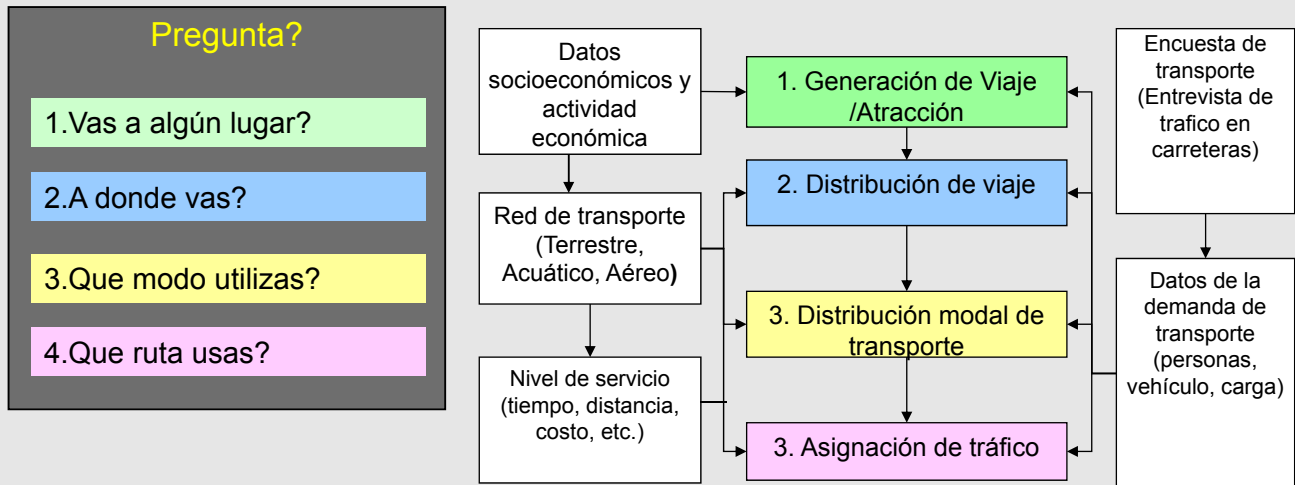 Pregunta?
1.Vas a algún lugar?
2.A donde vas?
3.Que modo utilizas?
4.Que ruta usas?
Datos
socioeconómicos y
actividad
económica
Red de transporte
(Terrestre,
Acuático, Aéreo)
Nivel de servicio
(tiempo, distancia,
costo, etc.)
1. Generación de Viaje
/Atracción
2. Distribución de viaje
3. Distribución modal de
transporte
3. Asignación de tráfico
Encuesta de
transporte
(Entrevista de
trafico en
carreteras)
Datos de la
demanda de
transporte
(personas,
vehículo, carga)